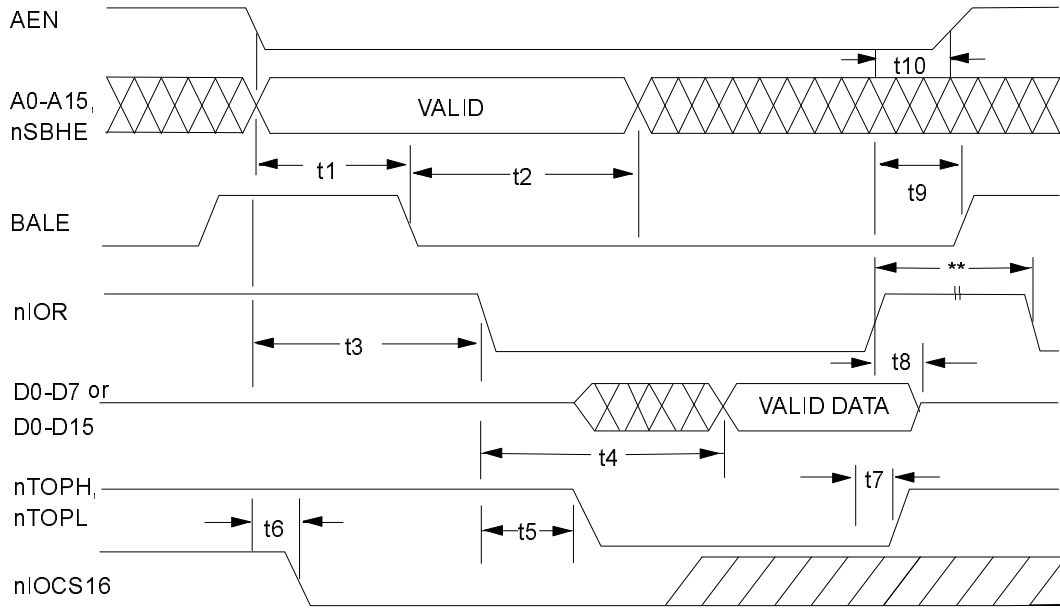 AEN
t10
A0-A15,
nSBHE
VALID
t1
t2
t9
BALE
**
nIOR
t3
t8
D0-D7 or
D0-D15
VALID DATA
t4
nTOPH,
nTOPL
t7
t6
t5
nIOCS16